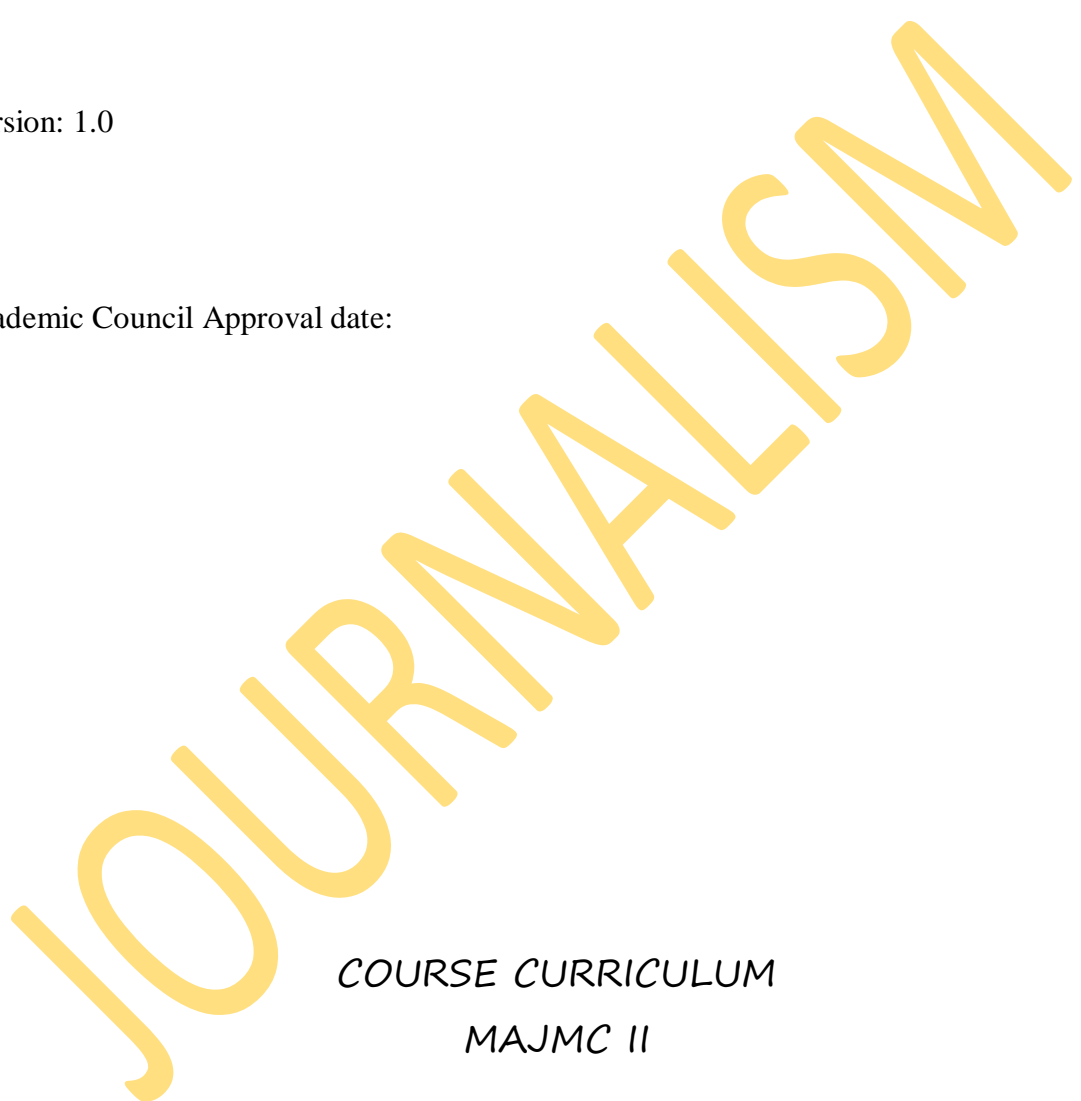 rsion: 1.0
ademic Council Approval date:
JOURNALISM
COURSE CURRICULUM
MAJMC II